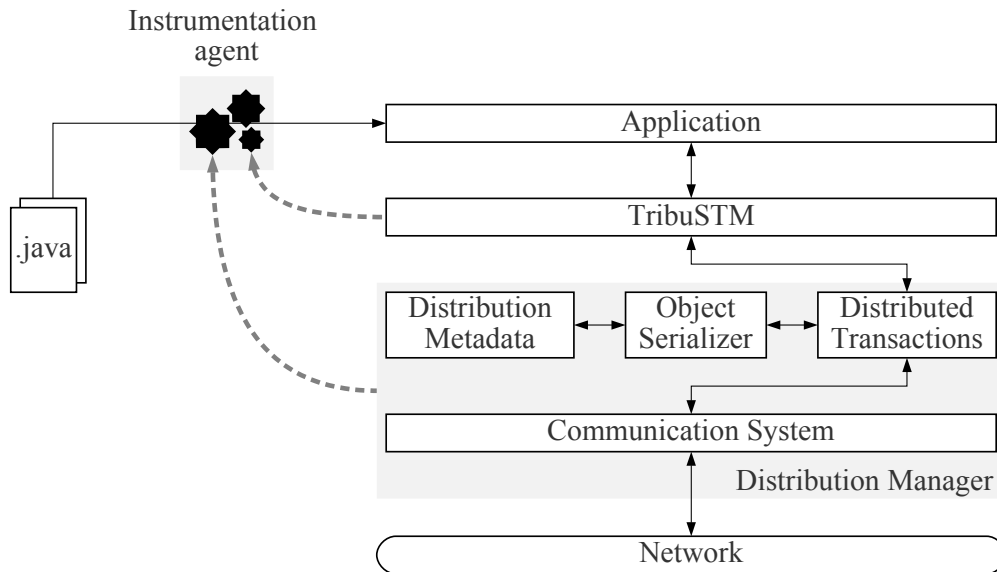 Instrumentation
agent
Application
.java
TribuSTM
Distribution
Metadata
Object
Serializer
Distributed
Transactions
Communication System
Distribution Manager
Network